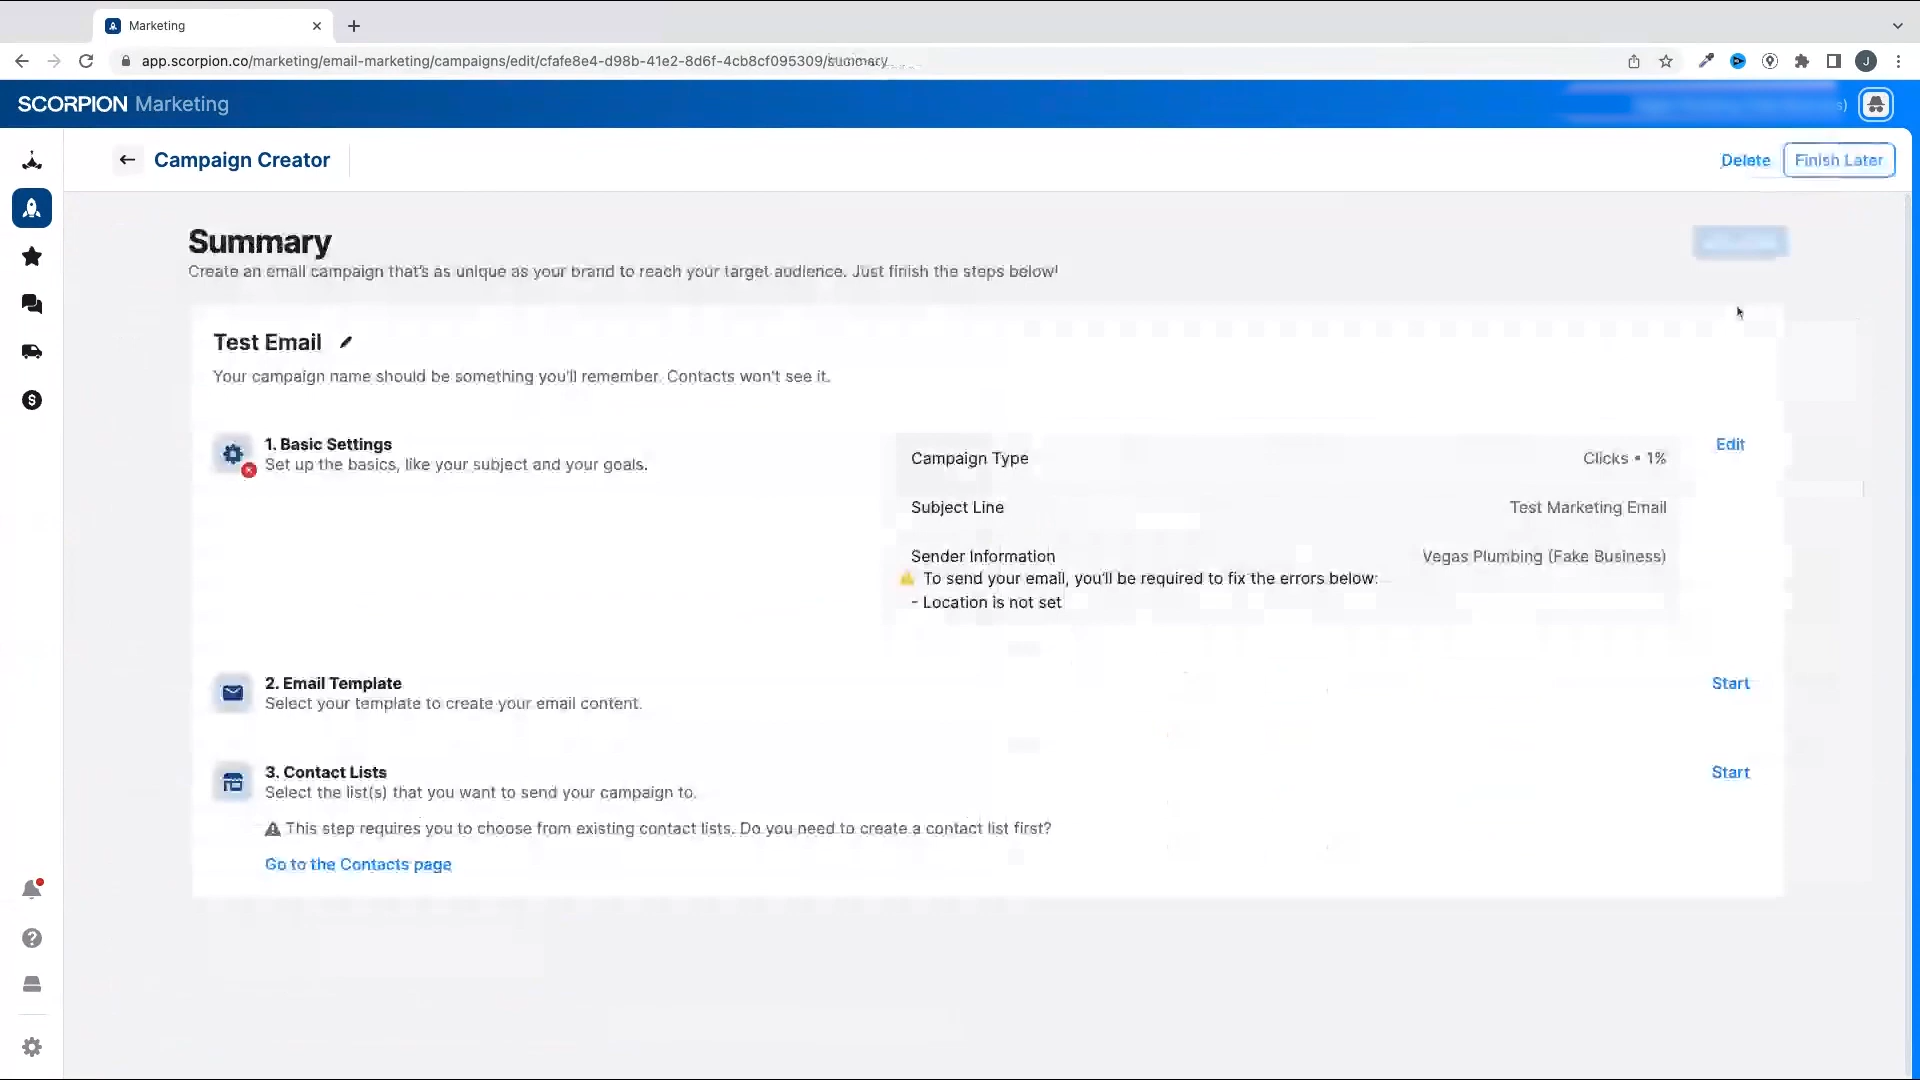 Marketing
app.scorpion.co/marketing/email-marketing/campaigns/edit/cfafe8e4-d98b-41e2-8d6f-4cb8cf095309/summary
J
SCORPION Marketing
Campaign Creator
Delete
Finish Later
Summary
Create an email campaign that's as unique as your brand to reach your target audience. Just finish the steps below!
Test Email
Your campaign name should be something you'll remember. Contacts won't see it.
1. Basic Settings
Set up the basics, like your subject and your goals.
Campaign Type
Clicks • 1%
Edit
Subject Line
Test Marketing Email
Sender Information
Vegas Plumbing (Fake Business)
To send your email, you'll be required to fix the errors below:
- Location is not set
2. Email Template
Select your template to create your email content.
Start
3. Contact Lists
Select the list(s) that you want to send your campaign to.
Start
This step requires you to choose from existing contact lists. Do you need to create a contact list first?
Go to the Contacts page